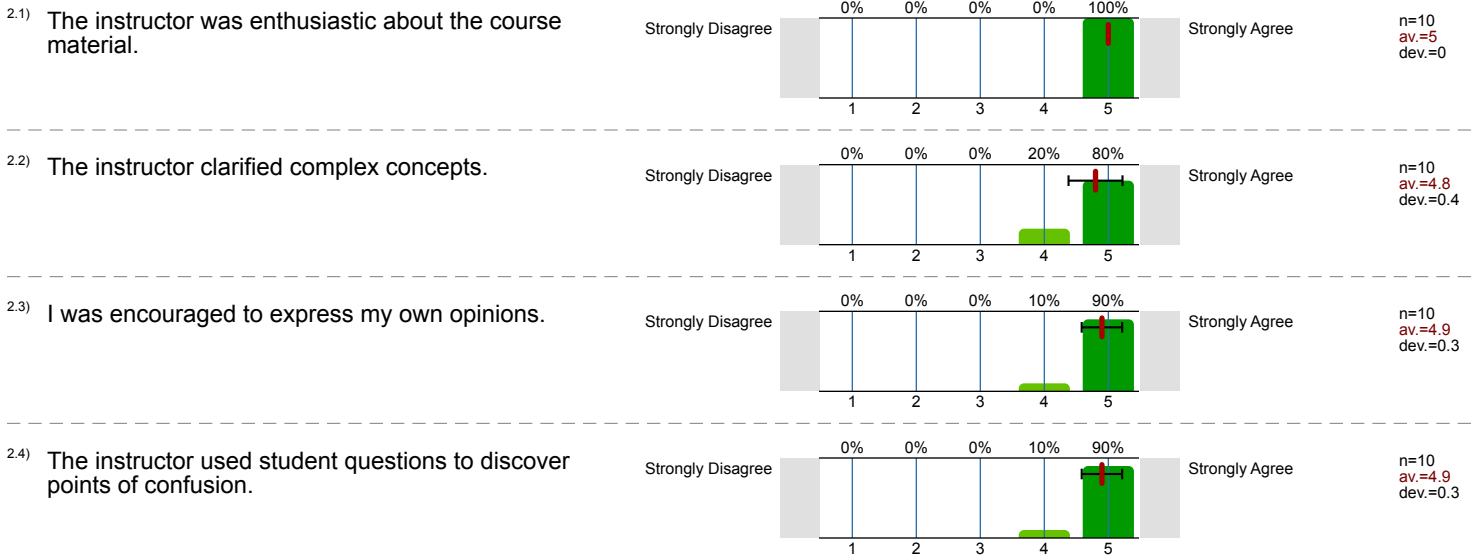 2.1) The instructor was enthusiastic about the course
material.
0% 0% 0% 0% 100%
Strongly Disagree Strongly Agree
1 2 3 4 5
n=10
av.=5
dev.=0
2.2) The instructor clarified complex concepts.
0% 0% 0% 20% 80%
Strongly Disagree Strongly Agree
1 2 3 4 5
n=10
av.=4.8
dev.=0.4
2.3) I was encouraged to express my own opinions.
0% 0% 0% 10% 90%
Strongly Disagree Strongly Agree
1 2 3 4 5
n=10
av.=4.9
dev.=0.3
2.4) The instructor used student questions to discover
points of confusion.
0% 0% 0% 10% 90%
Strongly Disagree Strongly Agree
1 2 3 4 5
n=10
av.=4.9
dev.=0.3